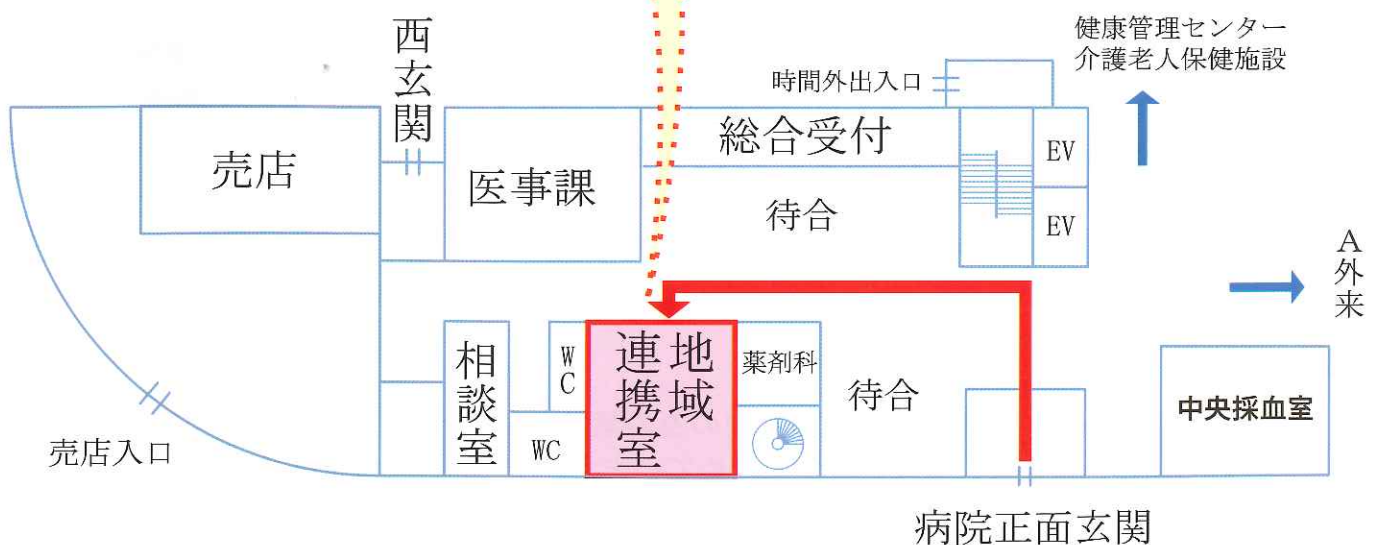 健康管理センター
介護老人保健施設
西玄関
時間外出入口
売店
医事課
総合受付
待合
EV
EV
A外来
相談室
WC
WC
地域
連携室
薬剤科
待合
中央採血室
売店入口
病院正面玄関